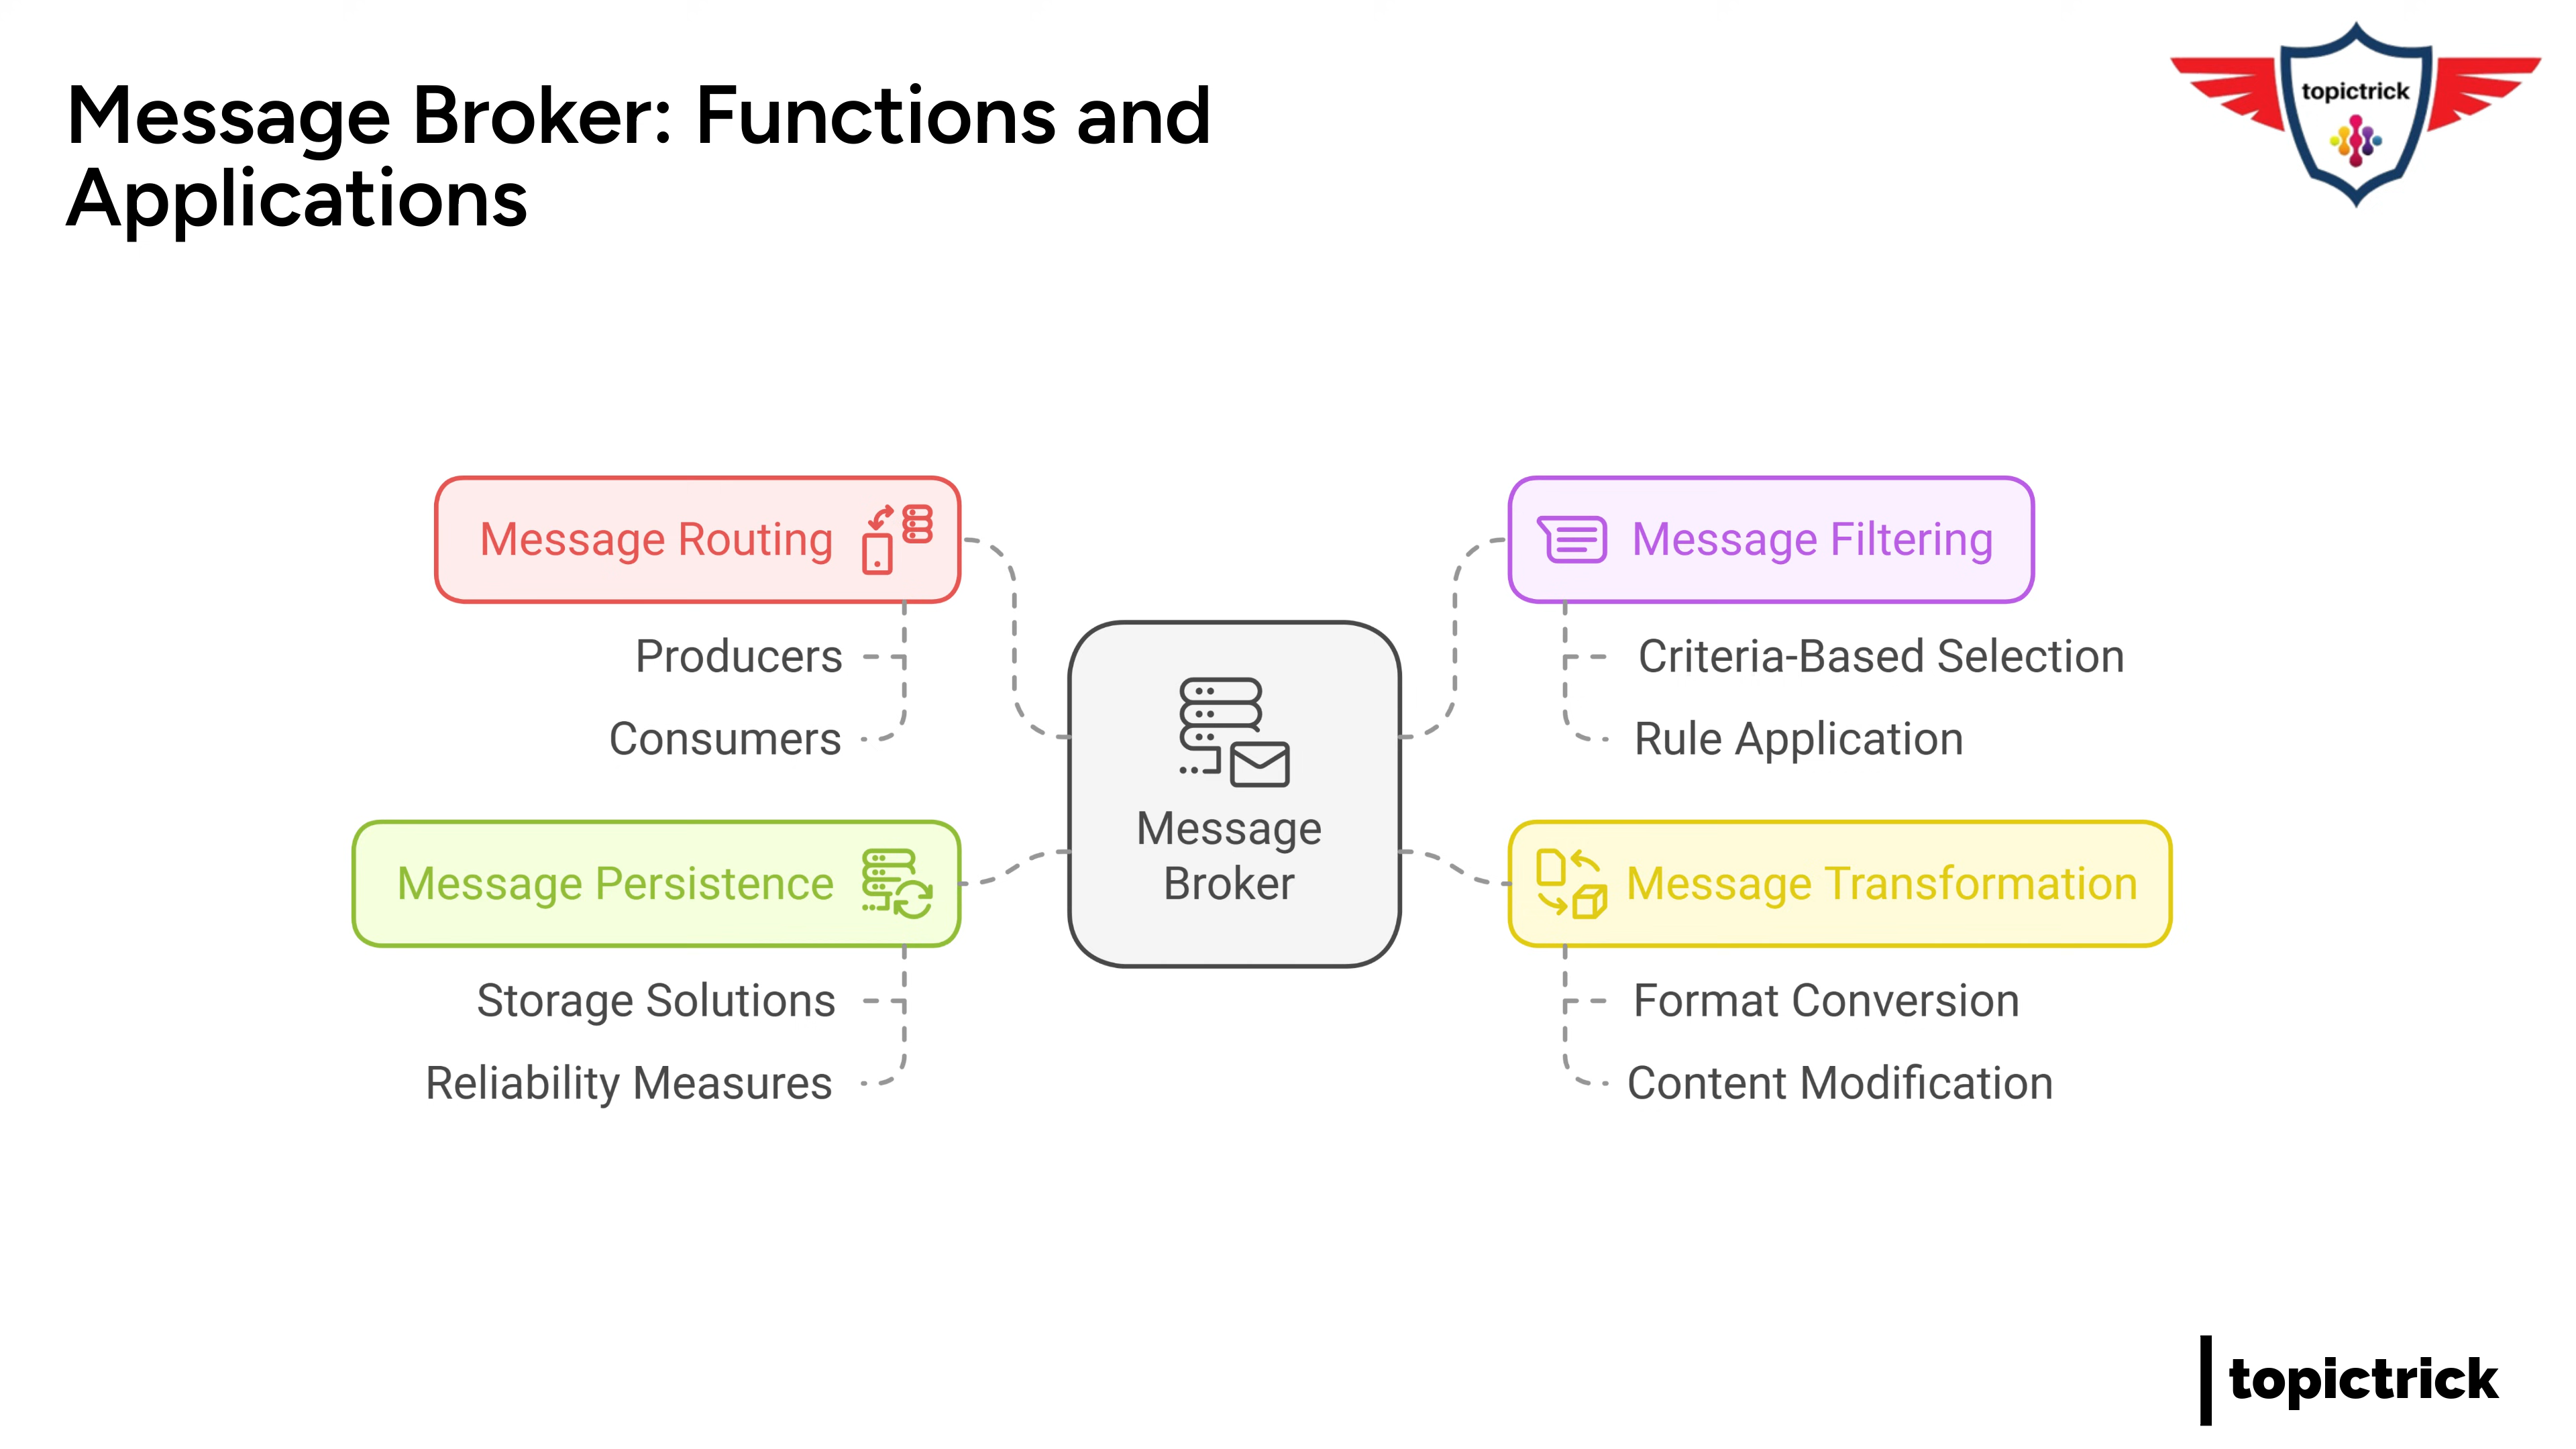 Message Broker: Functions and
Applications
topictrick
Message Routing
Producers
Consumers
Message Persistence
Storage Solutions
Reliability Measures
Message
Broker
Message Filtering
Criteria-Based Selection
Rule Application
Message Transformation
Format Conversion
Content Modification
topictrick